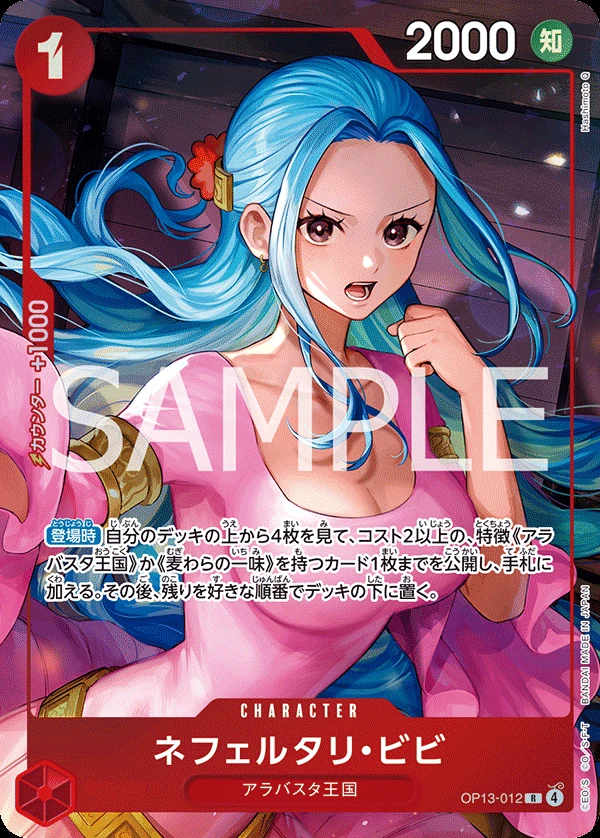 1
2000 知
Hashimoto Q
カウンター +1000
SAMPLE
登場時 自分のデッキの上から4枚を見て、コスト2以上の、特徴《アラ
バスタ王国》か《麦わらの一味》を持つカード1枚までを公開し、手札に
加える。その後、残りを好きな順番でデッキの下に置く。
CHARACTER
ネフェルタリ・ビビ
アラバスタ王国
OP13-012 R 4
©EO/S ©O/S・F・T BANDAI MADE IN JAPAN